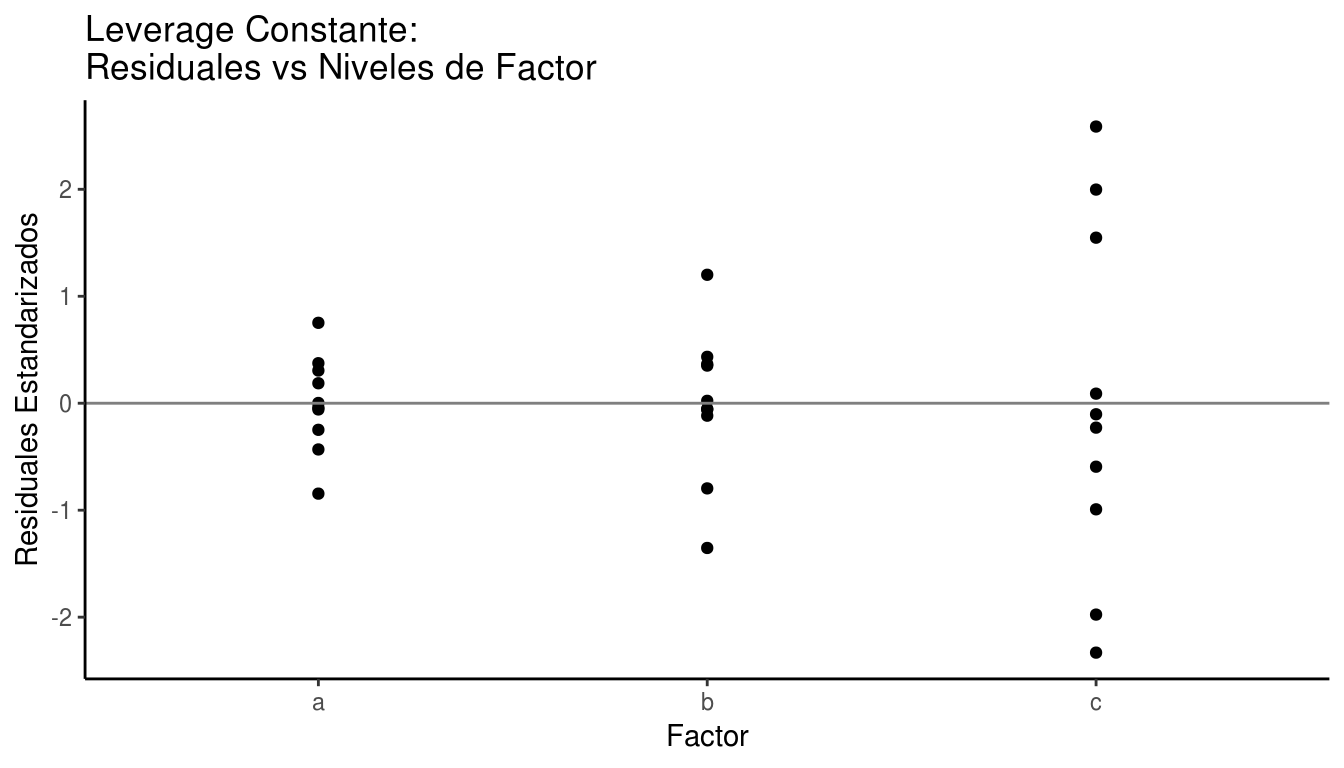 Leverage Constante:
Residuales vs Niveles de Factor
Residuales Estandarizados
2
1
0
-1
-2
a
b
c
Factor